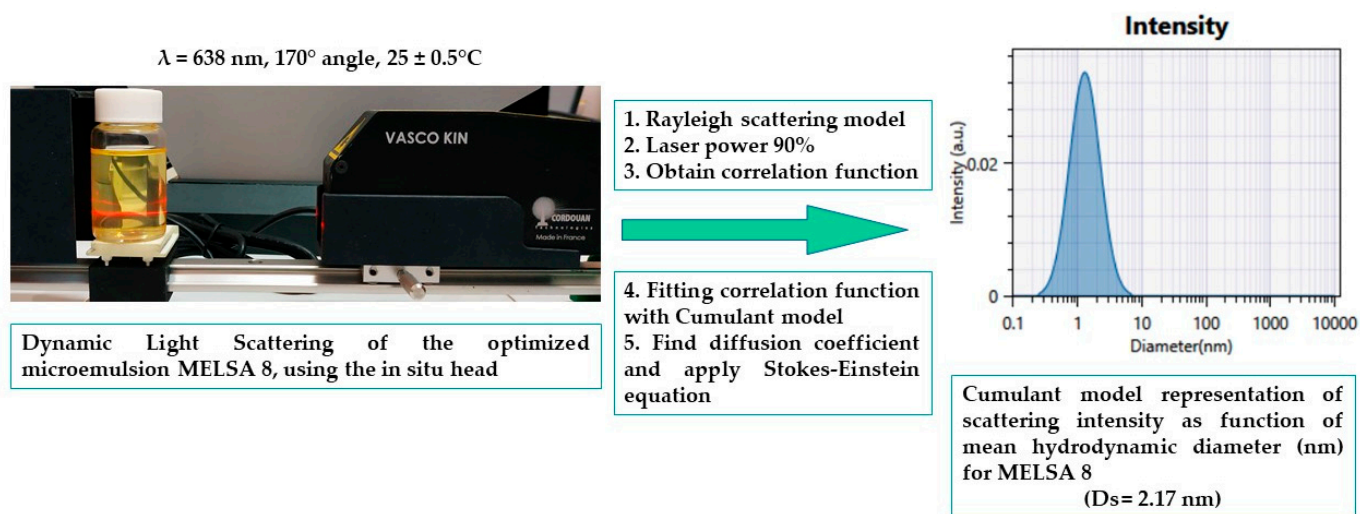 λ = 638 nm, 170° angle, 25 ± 0.5°C
VASCO KIN
CORDOUAN
Technologies
Made in France
Dynamic Light Scattering of the optimized
microemulsion MELSA 8, using the in situ head
1. Rayleigh scattering model
2. Laser power 90%
3. Obtain correlation function
4. Fitting correlation function
with Cumulant model
5. Find diffusion coefficient
and apply Stokes-Einstein
equation
Intensity
Intensity (a.u.)
0.02
0
0.1 1 10 100 1000 10000
Diameter(nm)
Cumulant model representation of
scattering intensity as function of
mean hydrodynamic diameter (nm)
for MELSA 8
(Ds= 2.17 nm)